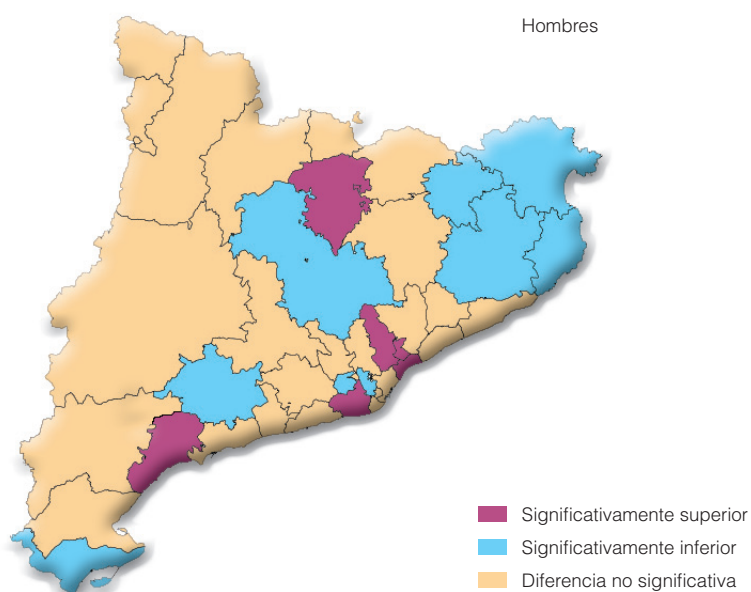 Hombres
Significativamente superior
Significativamente inferior
Diferencia no significativa